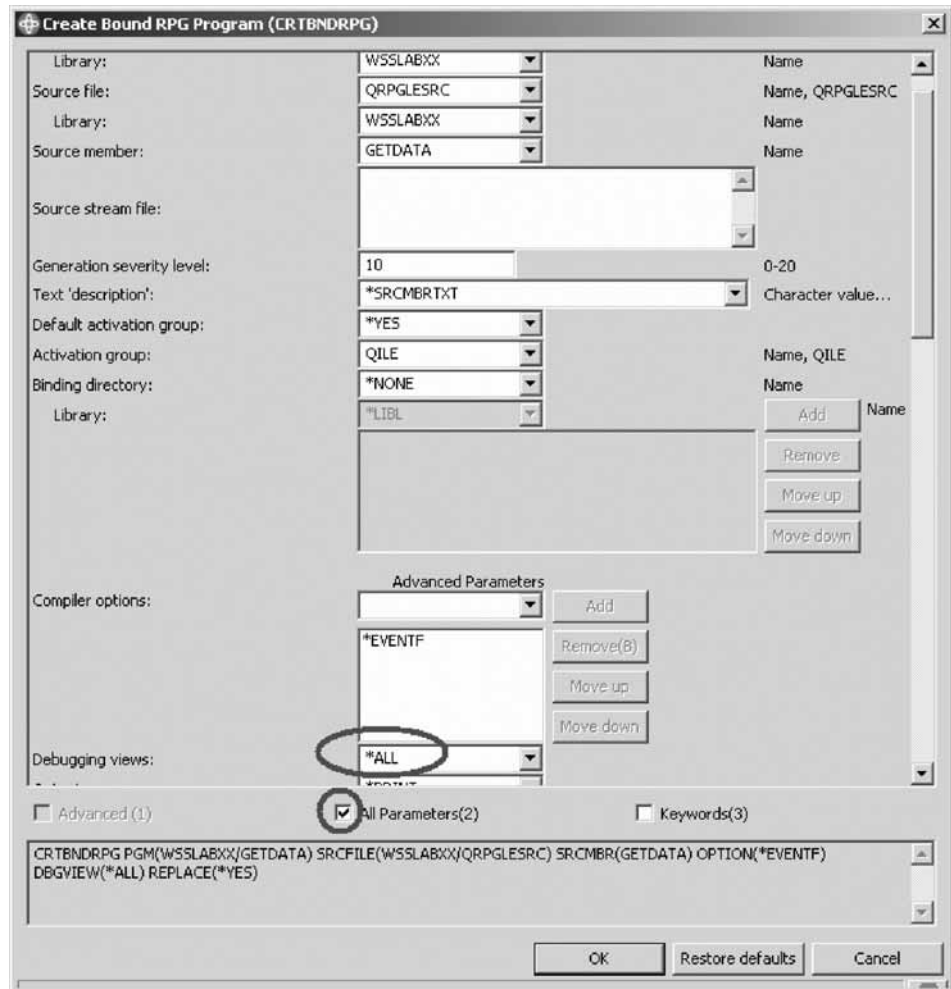 Create Bound RPG Program (CRTBNDRPG)
Library: WSSLABXX Name
Source file: QRPGLESRC Name, QRPGLESRC
Library: WSSLABXX Name
Source member: GETDATA Name
Source stream file:
Generation severity level: 10 0-20
Text 'description': *SRCMBRTXT Character value...
Default activation group: *YES
Activation group: QILE Name, QILE
Binding directory: *NONE Name
Library: *LIBL Add Name
Remove
Move up
Move down
Advanced Parameters
Compiler options: Add
*EVENTF Remove(8)
Move up
Move down
Debugging views: *ALL
*PRINT
Advanced (1) All Parameters(2) Keywords(3)
CRTBNDRPG PGM(WSSLABXX/GETDATA) SRCFILE(WSSLABXX/QRPGLESRC) SRCMBR(GETDATA) OPTION(*EVENTF)
DBGVIEW(*ALL) REPLACE(*YES)
OK Restore defaults Cancel